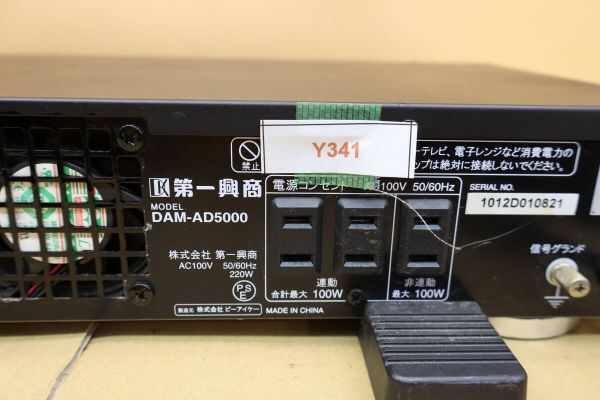 Y341
禁止
テレビ、電子レンジなど消費電力の
プは絶対に接続しないでください。
第一興商
MODEL
DAM-AD5000
株式会社 第一興商
AC100V 50/60Hz
220W
PSE
製造元 株式会社 ビーアイケー
MADE IN CHINA
電源コンセント AC100V 50/60Hz
連動
合計最大 100W
非連動
最大 100W
SERIAL NO.
1012D010821
信号グランド